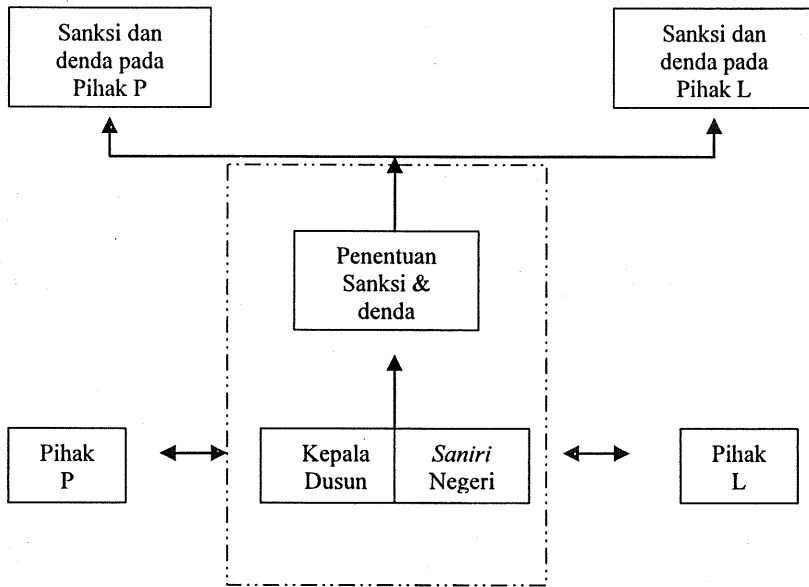 Sanksi dan
denda pada
Pihak P
Sanksi dan
denda pada
Pihak L
Penentuan
Sanksi &
denda
Pihak
P
Kepala
Dusun
Saniri
Negeri
Pihak
L